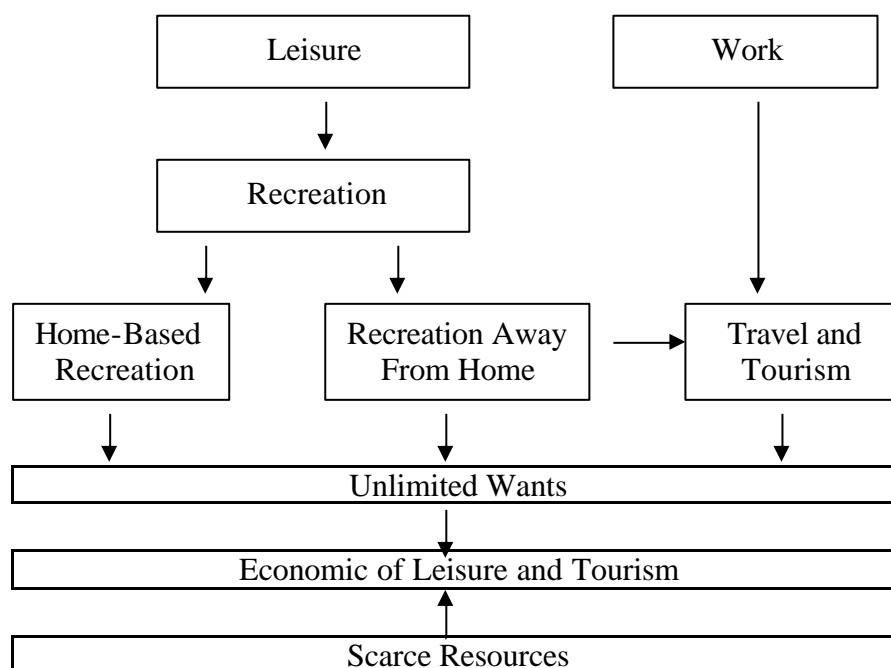 Leisure
Work
Recreation
Home-Based
Recreation
Recreation Away
From Home
Travel and
Tourism
Unlimited Wants
Economic of Leisure and Tourism
Scarce Resources